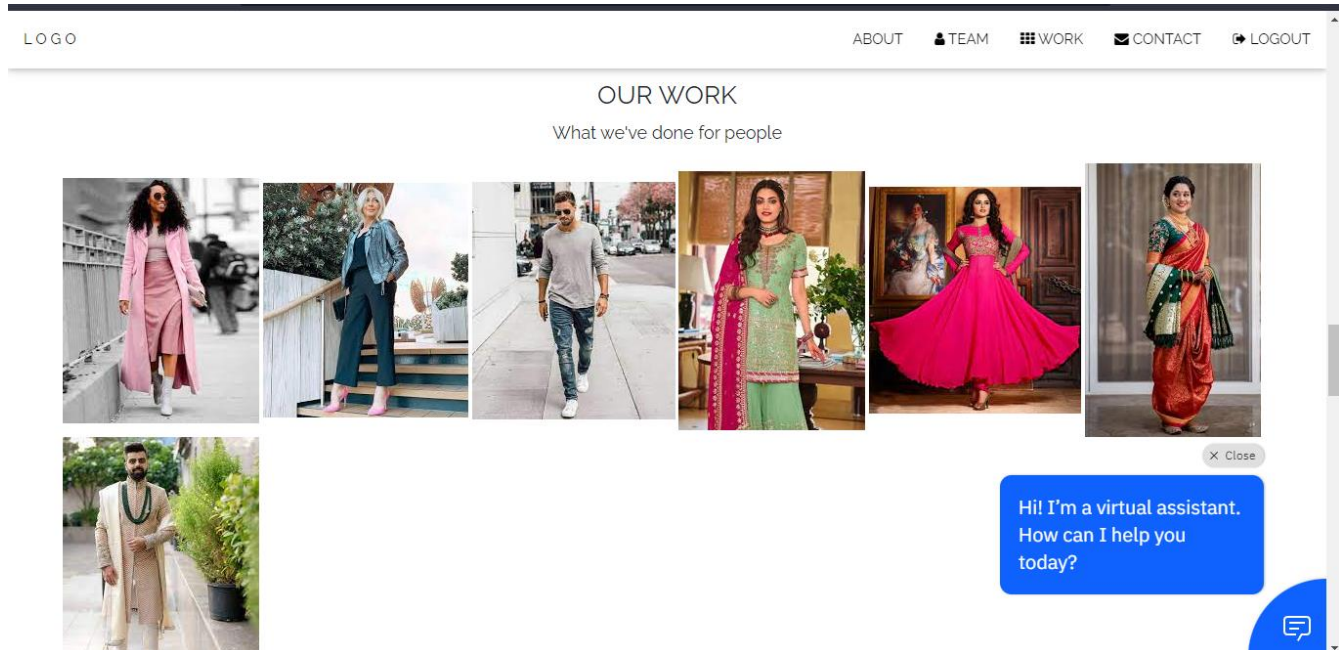 LOGO
ABOUT
TEAM
WORK
CONTACT
LOGOUT
OUR WORK
What we've done for people
Close
Hi! I'm a virtual assistant.
How can I help you
today?